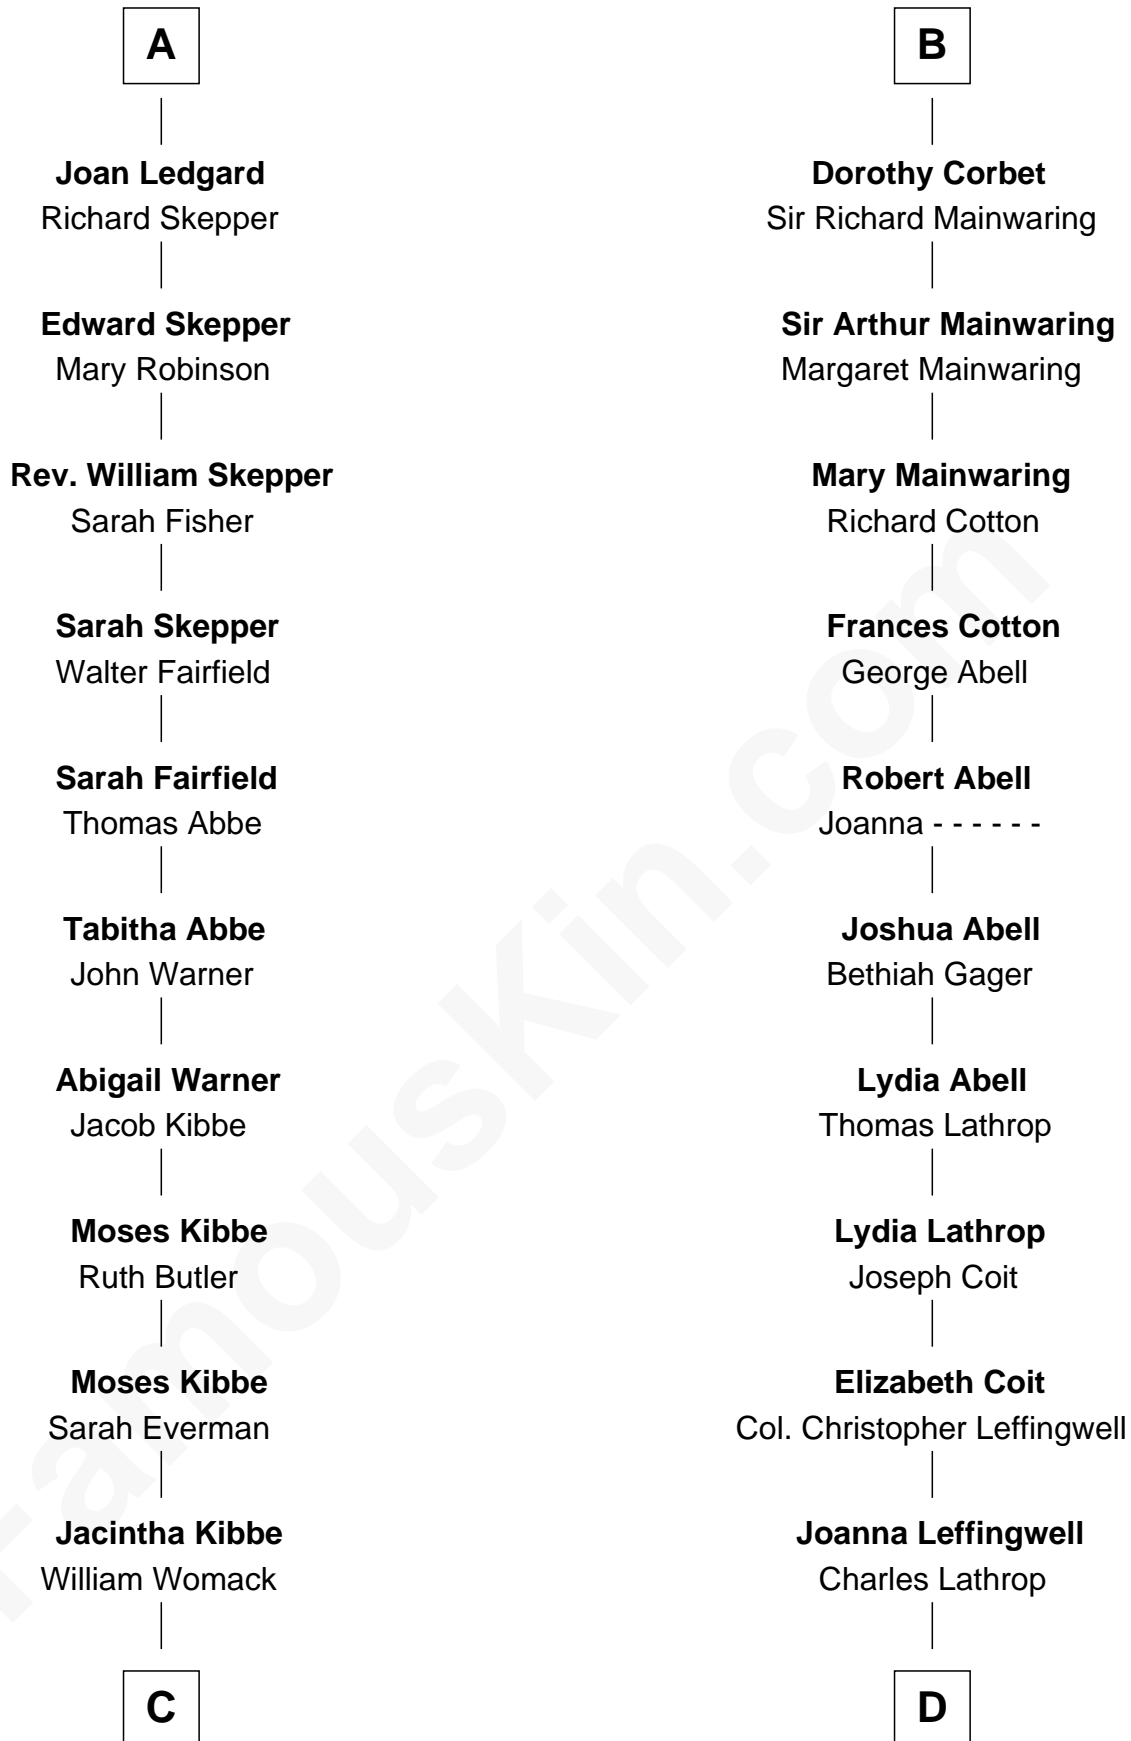 A
Joan Ledgard
Richard Skepper
Edward Skepper
Mary Robinson
Rev. William Skepper
Sarah Fisher
Sarah Skepper
Walter Fairfield
Sarah Fairfield
Thomas Abbe
Tabitha Abbe
John Warner
Abigail Warner
Jacob Kibbe
Moses Kibbe
Ruth Butler
Moses Kibbe
Sarah Everman
Jacintha Kibbe
William Womack
C
B
Dorothy Corbet
Sir Richard Mainwaring
Sir Arthur Mainwaring
Margaret Mainwaring
Mary Mainwaring
Richard Cotton
Frances Cotton
George Abell
Robert Abell
Joanna - - - - - -
Joshua Abell
Bethiah Gager
Lydia Abell
Thomas Lathrop
Lydia Lathrop
Joseph Coit
Elizabeth Coit
Col. Christopher Leffingwell
Joanna Leffingwell
Charles Lathrop
D
FamousKin.com